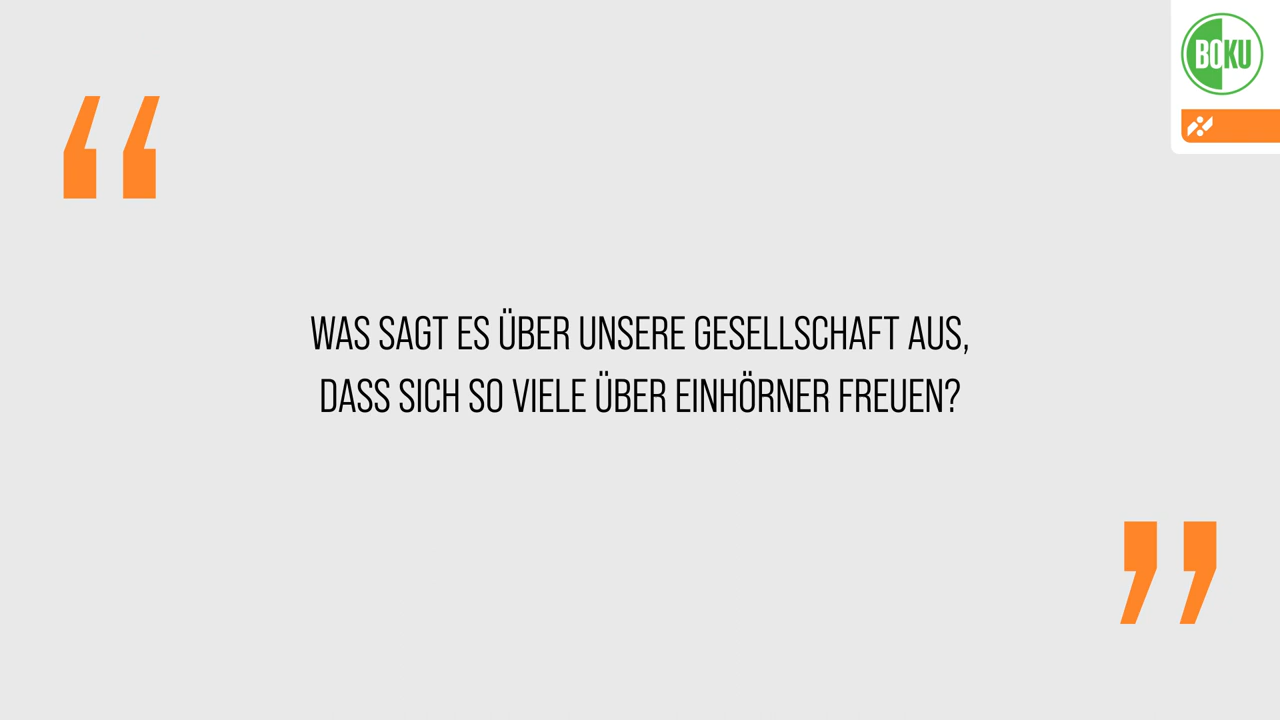 BOKU
“
WAS SAGT ES ÜBER UNSERE GESELLSCHAFT AUS,
DASS SICH SO VIELE ÜBER EINHÖRNER FREUEN?
”